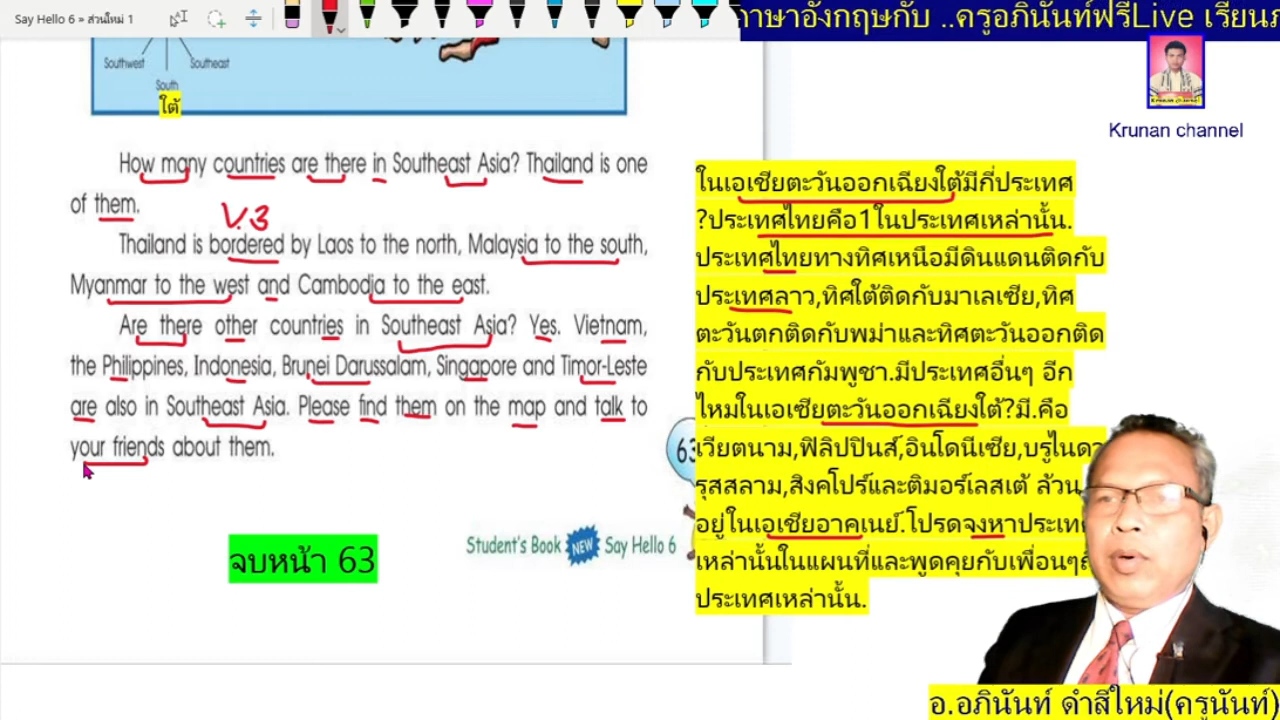 Say Hello 6 » ส่วนใหม่ 1
ภาษาอังกฤษกับ ..ครูอภินันท์ฟรีLive เรียนภ
Krunan channel
Southwest
Southeast
South
ใต้
How many countries are there in Southeast Asia? Thailand is one
of them.
V.3
Thailand is bordered by Laos to the north, Malaysia to the south,
Myanmar to the west and Cambodja to the east.
Are there other countries in Southeast Asia? Yes. Vietnam,
the Philippines, Indonesia, Brunei Darussalam, Singapore and Timor-Leste
are also in Southeast Asia. Please find them on the map and talk to
your friends about them.
63
จบหน้า 63
Student's Book NEW Say Hello 6
ในเอเชียตะวันออกเฉียงใต้มีกี่ประเทศ
?ประเทศไทยคือ1ในประเทศเหล่านั้น.
ประเทศไทยทางทิศเหนือมีดินแดนติดกับ
ประเทศลาว,ทิศใต้ติดกับมาเลเซีย,ทิศ
ตะวันตกติดกับพม่าและทิศตะวันออกติด
กับประเทศกัมพูชา.มีประเทศอื่นๆ อีก
ไหมในเอเซียตะวันออกเฉียงใต้?มี.คือ
เวียตนาม,ฟิลิปปินส์,อินโดนีเซีย,บรูไนดา
รุสสลาม,สิงคโปร์และติมอร์เลสเต้ ล้วน
อยู่ในเอเชียอาคเนย์.โปรดจงหาประเท
เหล่านั้นในแผนที่และพูดคุยกับเพื่อนๆถึ
ประเทศเหล่านั้น.
อ.อภินันท์ ดำสีใหม่(ครูนันท์)